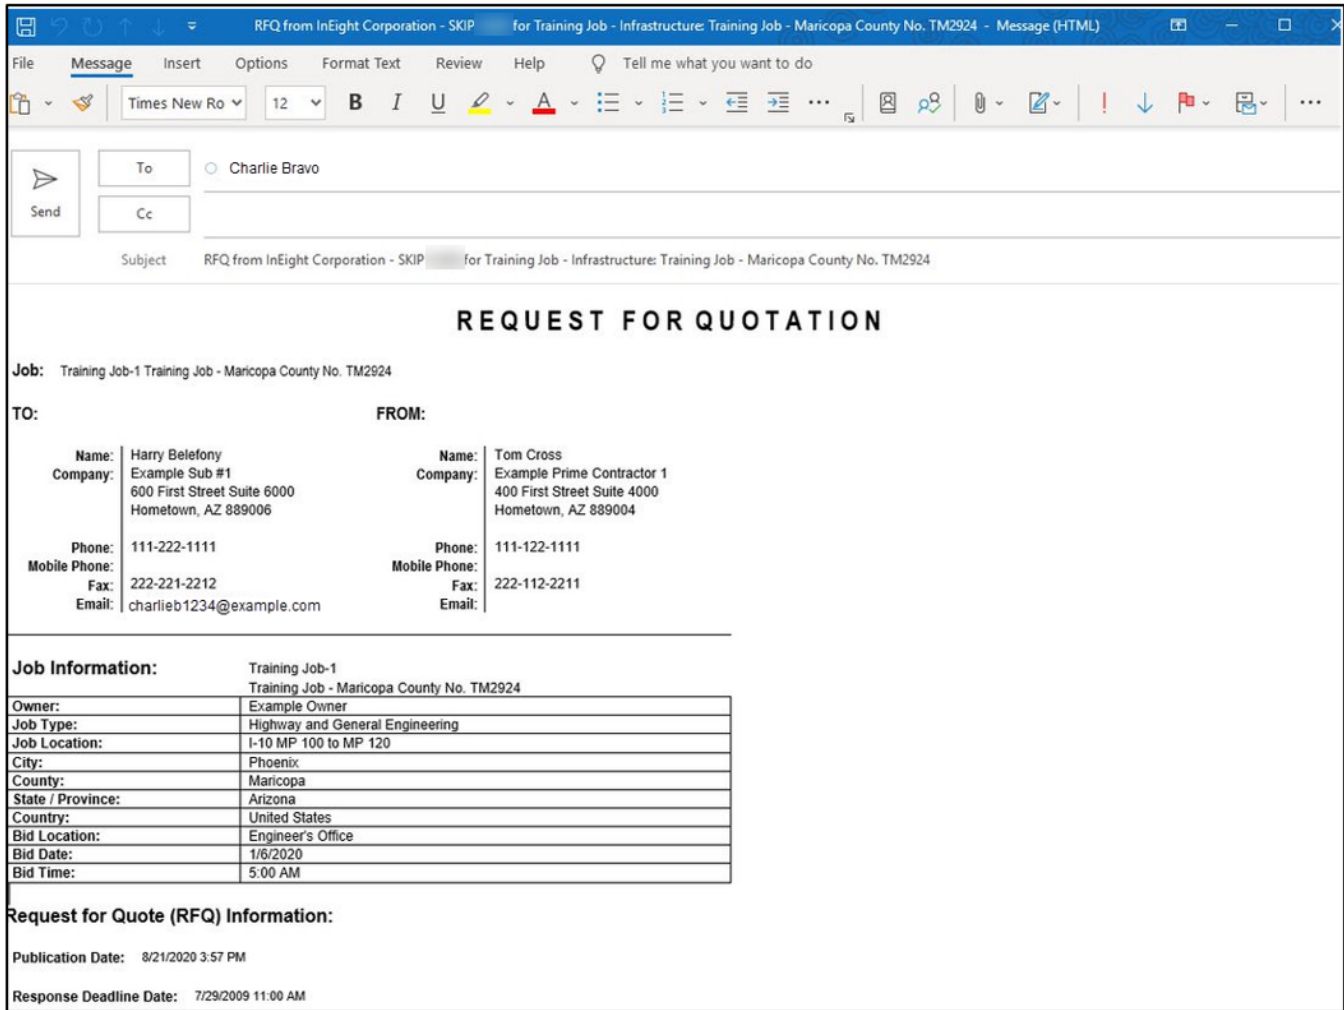 RFQ from InEight Corporation - SKIP for Training Job - Infrastructure: Training Job - Maricopa County No. TM2924 - Message (HTML)
File Message Insert Options Format Text Review Help Tell me what you want to do
Times New Ro 12 B I U A
To Charlie Bravo
Send Cc
Subject RFQ from InEight Corporation - SKIP for Training Job - Infrastructure: Training Job - Maricopa County No. TM2924
REQUEST FOR QUOTATION
Job: Training Job-1 Training Job - Maricopa County No. TM2924
TO: FROM:
Name: Harry Belefony Name: Tom Cross
Company: Example Sub #1 Company: Example Prime Contractor 1
600 First Street Suite 6000 400 First Street Suite 4000
Hometown, AZ 889006 Hometown, AZ 889004
Phone: 111-222-1111 Phone: 111-122-1111
Mobile Phone: Mobile Phone:
Fax: 222-221-2212 Fax: 222-112-2211
Email: charlieb1234@example.com Email:
Job Information: Training Job-1
Training Job - Maricopa County No. TM2924
Owner: Example Owner
Job Type: Highway and General Engineering
Job Location: I-10 MP 100 to MP 120
City: Phoenix
County: Maricopa
State / Province: Arizona
Country: United States
Bid Location: Engineer's Office
Bid Date: 1/6/2020
Bid Time: 5:00 AM
Request for Quote (RFQ) Information:
Publication Date: 8/21/2020 3:57 PM
Response Deadline Date: 7/29/2009 11:00 AM